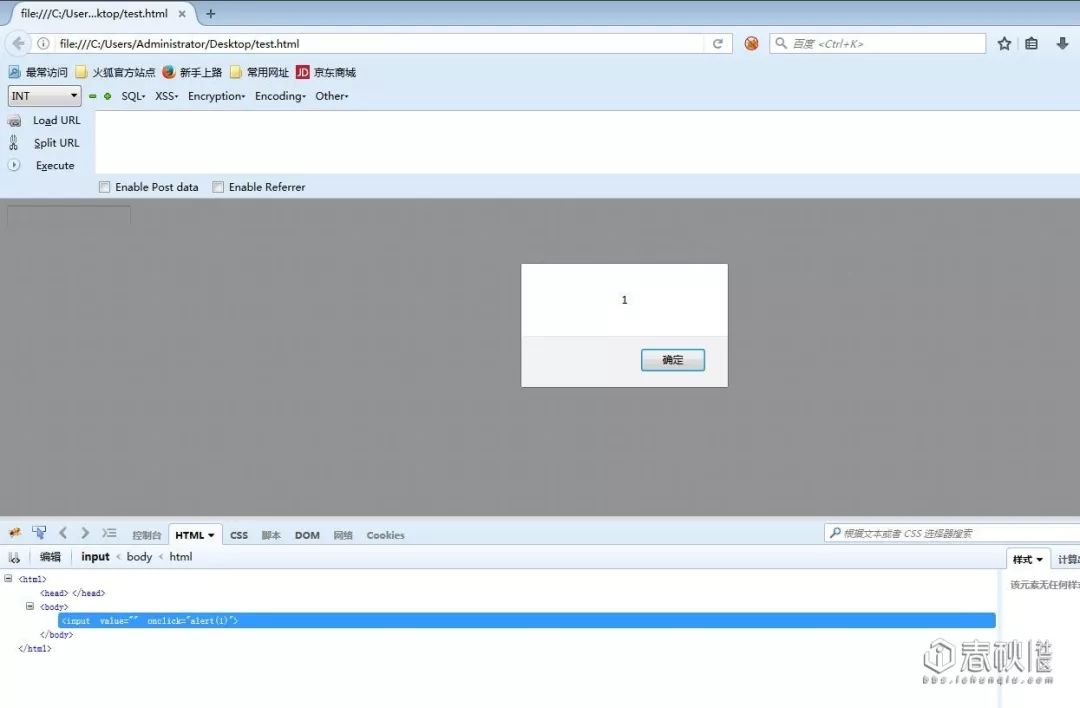 file:///C:/User...ktop/test.html × +
file:///C:/Users/Administrator/Desktop/test.html 百度 <Ctrl+K>
最常访问 火狐官方站点 新手上路 常用网址 JD 京东商城
INT SQL XSS Encryption Encoding Other
Load URL
Split URL
Execute
Enable Post data Enable Referrer
1
确定
控制台 HTML CSS 脚本 DOM 网络 Cookies 根据文本或者 CSS 选择器搜索
编辑 input < body < html 样式 计算
<html> 该元素无任何样式
<head> </head>
<body>
<input value="" onclick="alert(1)">
</body>
</html>
春秋社区
bbs.ichunqiu.com